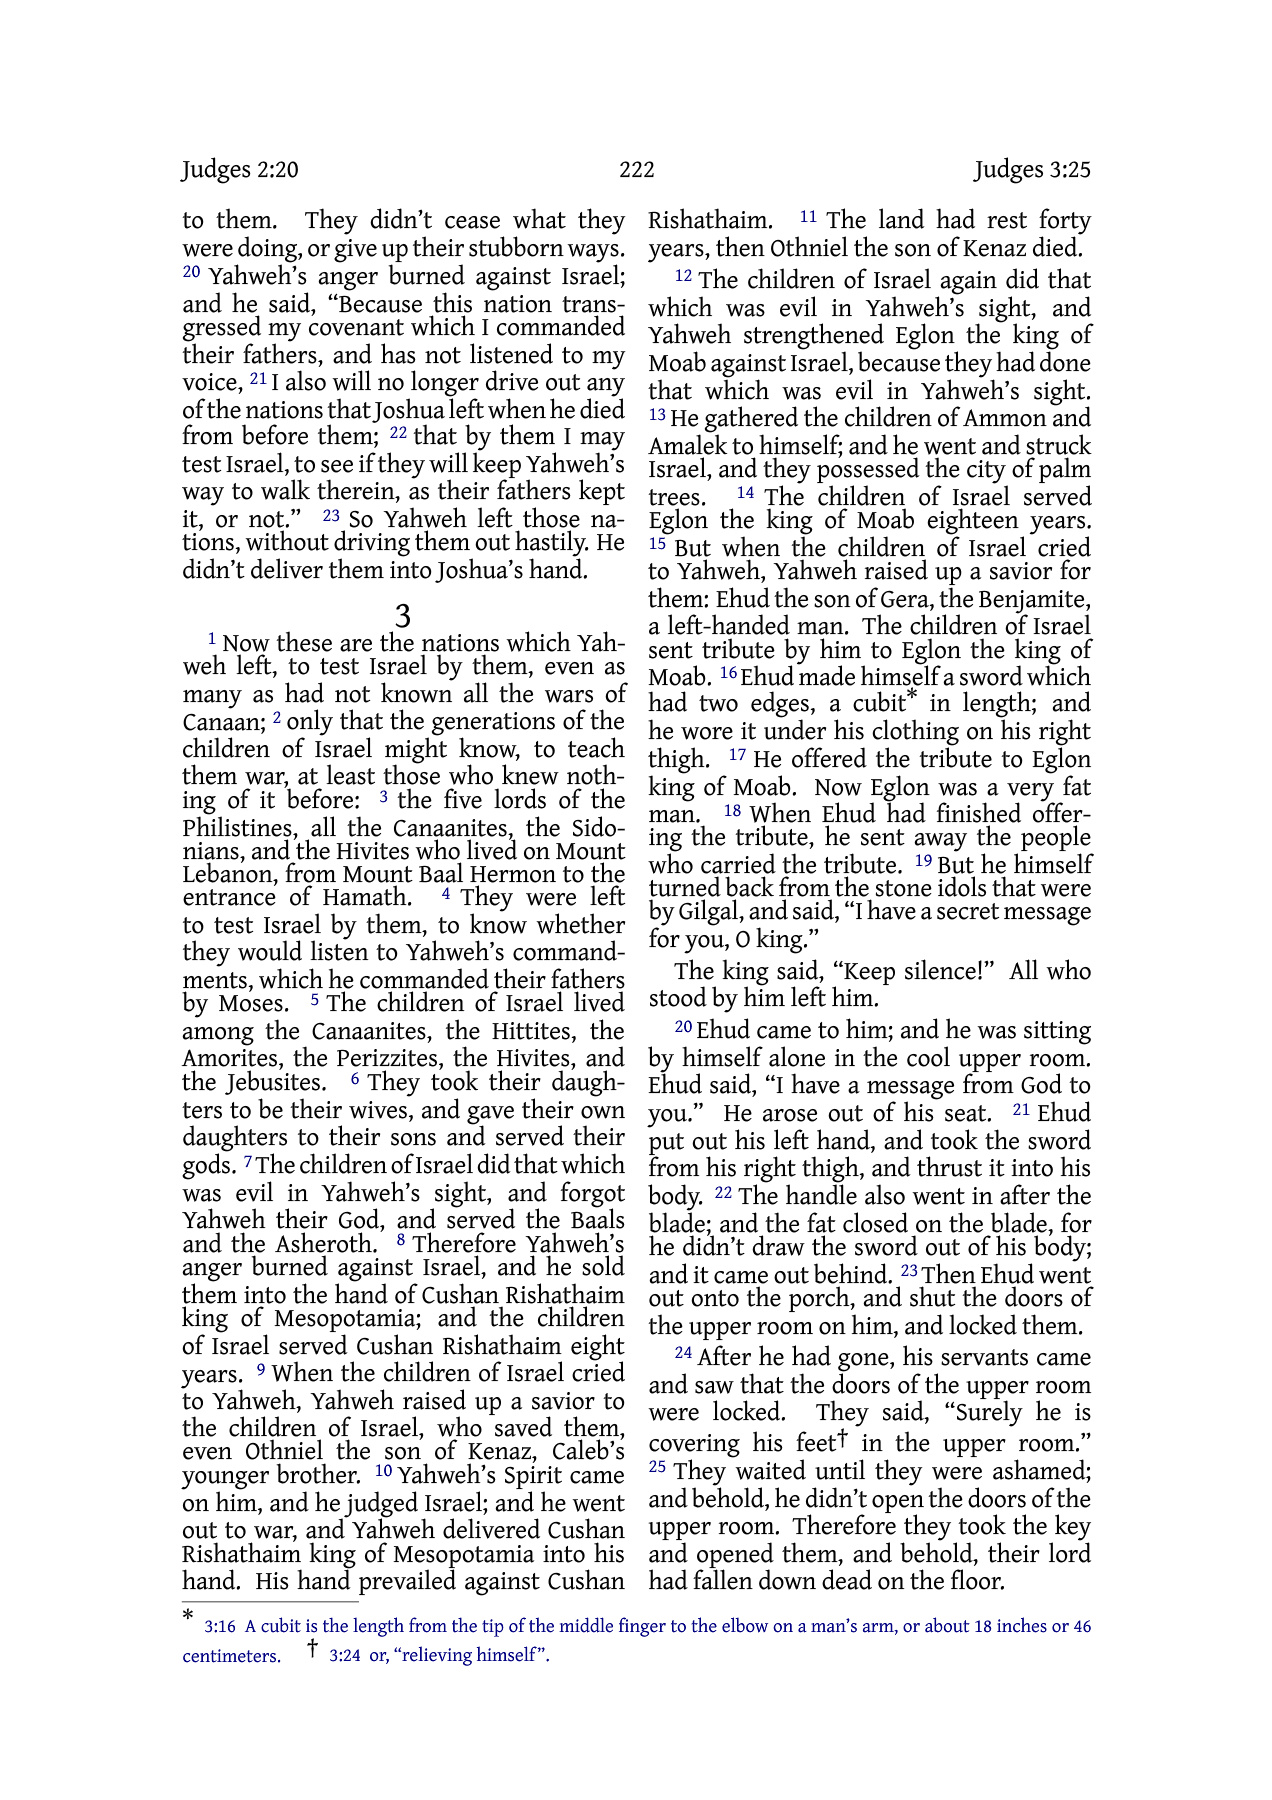 Judges 2:20 222 Judges 3:25
to them. They didn’t cease what they
were doing, or give up their stubborn ways.
20 Yahweh’s anger burned against Israel;
and he said, “Because this nation trans-
gressed my covenant which I commanded
their fathers, and has not listened to my
voice, 21 I also will no longer drive out any
of the nations that Joshua left when he died
from before them; 22 that by them I may
test Israel, to see if they will keep Yahweh’s
way to walk therein, as their fathers kept
it, or not.” 23 So Yahweh left those na-
tions, without driving them out hastily. He
didn’t deliver them into Joshua’s hand.
3
1 Now these are the nations which Yah-
weh left, to test Israel by them, even as
many as had not known all the wars of
Canaan; 2 only that the generations of the
children of Israel might know, to teach
them war, at least those who knew noth-
ing of it before: 3 the five lords of the
Philistines, all the Canaanites, the Sido-
nians, and the Hivites who lived on Mount
Lebanon, from Mount Baal Hermon to the
entrance of Hamath. 4 They were left
to test Israel by them, to know whether
they would listen to Yahweh’s command-
ments, which he commanded their fathers
by Moses. 5 The children of Israel lived
among the Canaanites, the Hittites, the
Amorites, the Perizzites, the Hivites, and
the Jebusites. 6 They took their daugh-
ters to be their wives, and gave their own
daughters to their sons and served their
gods. 7 The children of Israel did that which
was evil in Yahweh’s sight, and forgot
Yahweh their God, and served the Baals
and the Asheroth. 8 Therefore Yahweh’s
anger burned against Israel, and he sold
them into the hand of Cushan Rishathaim
king of Mesopotamia; and the children
of Israel served Cushan Rishathaim eight
years. 9 When the children of Israel cried
to Yahweh, Yahweh raised up a savior to
the children of Israel, who saved them,
even Othniel the son of Kenaz, Caleb’s
younger brother. 10 Yahweh’s Spirit came
on him, and he judged Israel; and he went
out to war, and Yahweh delivered Cushan
Rishathaim king of Mesopotamia into his
hand. His hand prevailed against Cushan
Rishathaim. 11 The land had rest forty
years, then Othniel the son of Kenaz died.
12 The children of Israel again did that
which was evil in Yahweh’s sight, and
Yahweh strengthened Eglon the king of
Moab against Israel, because they had done
that which was evil in Yahweh’s sight.
13 He gathered the children of Ammon and
Amalek to himself; and he went and struck
Israel, and they possessed the city of palm
trees. 14 The children of Israel served
Eglon the king of Moab eighteen years.
15 But when the children of Israel cried
to Yahweh, Yahweh raised up a savior for
them: Ehud the son of Gera, the Benjamite,
a left-handed man. The children of Israel
sent tribute by him to Eglon the king of
Moab. 16 Ehud made himself a sword which
had two edges, a cubit* in length; and
he wore it under his clothing on his right
thigh. 17 He offered the tribute to Eglon
king of Moab. Now Eglon was a very fat
man. 18 When Ehud had finished offer-
ing the tribute, he sent away the people
who carried the tribute. 19 But he himself
turned back from the stone idols that were
by Gilgal, and said, “I have a secret message
for you, O king.”
The king said, “Keep silence!” All who
stood by him left him.
20 Ehud came to him; and he was sitting
by himself alone in the cool upper room.
Ehud said, “I have a message from God to
you.” He arose out of his seat. 21 Ehud
put out his left hand, and took the sword
from his right thigh, and thrust it into his
body. 22 The handle also went in after the
blade; and the fat closed on the blade, for
he didn’t draw the sword out of his body;
and it came out behind. 23 Then Ehud went
out onto the porch, and shut the doors of
the upper room on him, and locked them.
24 After he had gone, his servants came
and saw that the doors of the upper room
were locked. They said, “Surely he is
covering his feet† in the upper room.”
25 They waited until they were ashamed;
and behold, he didn’t open the doors of the
upper room. Therefore they took the key
and opened them, and behold, their lord
had fallen down dead on the floor.
* 3:16 A cubit is the length from the tip of the middle finger to the elbow on a man’s arm, or about 18 inches or 46
centimeters. † 3:24 or, “relieving himself”.